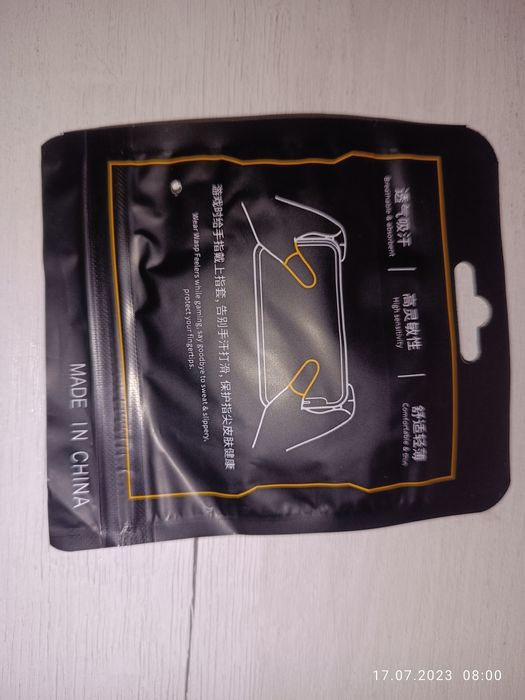 透气吸汗
Breathable & absorbent
高灵敏性
High sensitivity
舒适轻薄
Comfortable & thin
游戏时给手指戴上指套, 告别手汗打滑, 保护指尖皮肤健康
Wear Wasp Feelers while gaming, say goodbye to sweat & slippery,
protect your fingertips.
MADE IN CHINA
17.07.2023 08:00